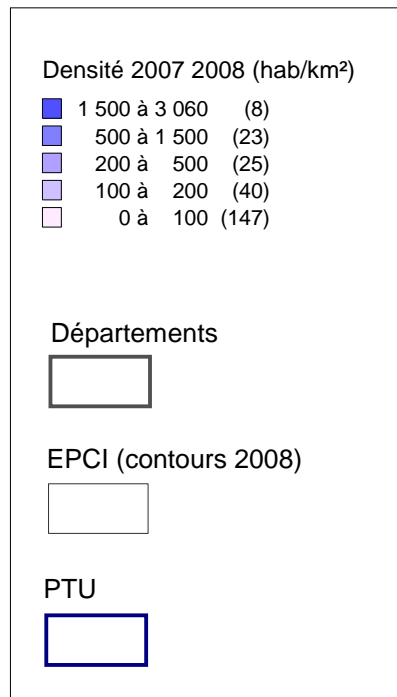 Densité 2007 2008 (hab/km²)
1 500 à 3 060 (8)
500 à 1 500 (23)
200 à 500 (25)
100 à 200 (40)
0 à 100 (147)
Départements
EPCI (contours 2008)
PTU